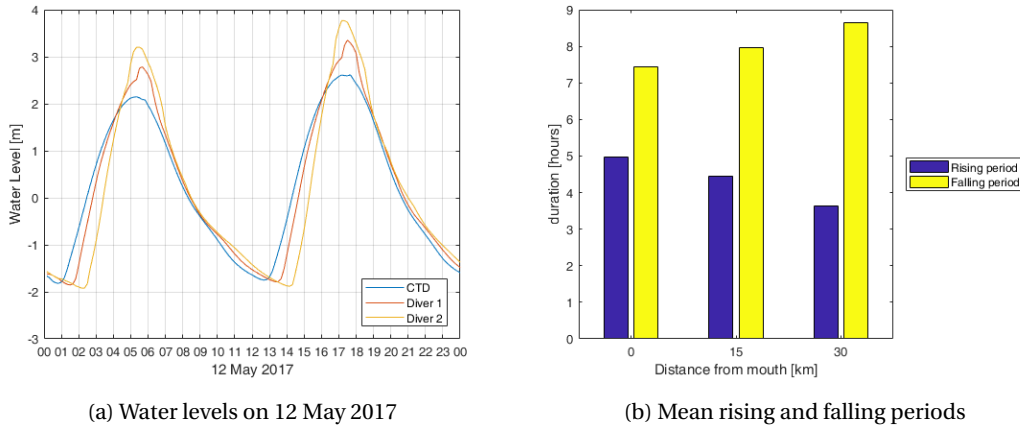 4
3
2
1
0
-1
-2
-3
Water Level [m]
00 01 02 03 04 05 06 07 08 09 10 11 12 13 14 15 16 17 18 19 20 21 22 23 00
12 May 2017
CTD
Diver 1
Diver 2
(a) Water levels on 12 May 2017
9
8
7
6
5
4
3
2
1
0
duration [hours]
0 15 30
Distance from mouth [km]
Rising period
Falling period
(b) Mean rising and falling periods